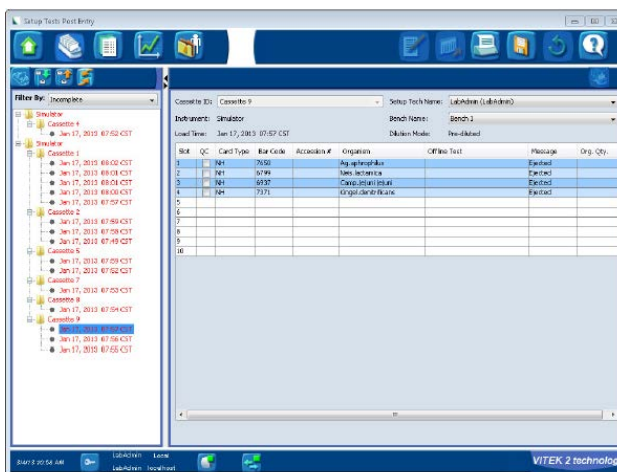 Setup Tests Post Entry
Filter By: Incomplete
Simulator
Cassette 4
Jan 17, 2013 07:52 CST
Simulator
Cassette 1
Jan 17, 2013 08:02 CST
Jan 17, 2013 08:01 CST
Jan 17, 2013 08:01 CST
Jan 17, 2013 08:00 CST
Jan 17, 2013 07:57 CST
Cassette 2
Jan 17, 2013 07:59 CST
Jan 17, 2013 07:58 CST
Jan 17, 2013 07:49 CST
Cassette 5
Jan 17, 2013 07:59 CST
Jan 17, 2013 07:52 CST
Cassette 7
Jan 17, 2013 07:53 CST
Cassette 8
Jan 17, 2013 07:54 CST
Cassette 9
Jan 17, 2013 07:57 CST
Jan 17, 2013 07:56 CST
Jan 17, 2013 07:55 CST
Cassette ID: Cassette 9 Setup Tech Name: LabAdmin (LabAdmin)
Instrument: Simulator Bench Name: Bench 1
Load Time: Jan 17, 2013 07:57 CST Dilution Mode: Pre-diluted
Slot QC Card Type Bar Code Accession # Organism Offline Test Message Org. Qty.
1 NH 7650 Ag.aphrophilus Ejected
2 NH 6799 Neis.lactamica Ejected
3 NH 6937 Camp.jejuni jejuni Ejected
4 NH 7371 Kingel.denitrificans Ejected
5
6
7
8
9
10
3/4/13 10:58 AM LabAdmin Local
LabAdmin localhost
VITEK 2 technolog